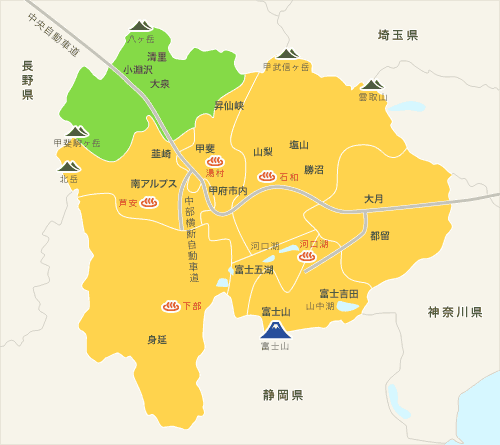 中央自動車道
八ヶ岳
埼玉県
清里
小淵沢
大泉
長野県
甲武信ヶ岳
雲取山
昇仙峡
甲斐駒ヶ岳
韮崎
甲斐
山梨
塩山
北岳
湯村
勝沼
南アルプス
石和
甲府市内
芦安
大月
中部横断自動車道
都留
河口湖
河口湖
富士五湖
富士吉田
下部
山中湖
富士山
神奈川県
身延
富士山
静岡県